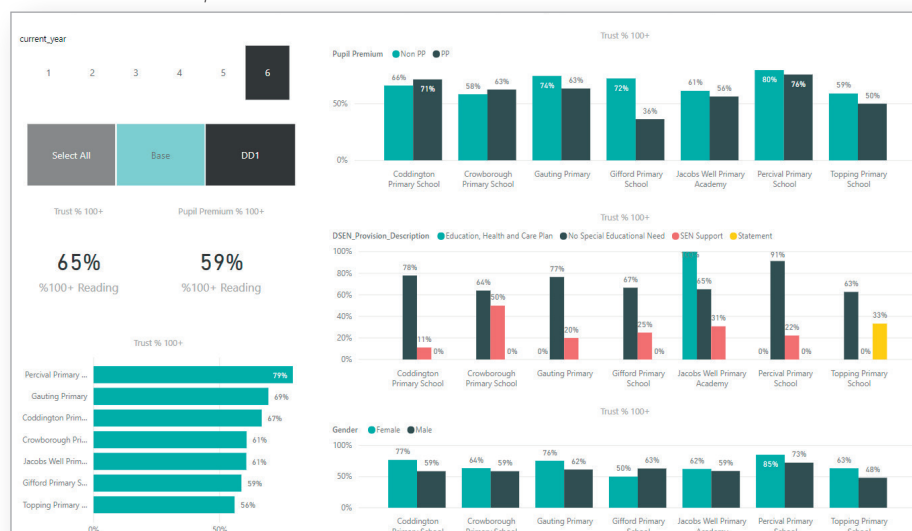 current_year
1 2 3 4 5 6
Select All Base DD1
Trust % 100+ Pupil Premium % 100+
65% 59%
%100+ Reading %100+ Reading
Trust % 100+
Percival Primary ... 79%
Gauting Primary 69%
Coddington Prim... 67%
Crowborough Pri... 61%
Jacobs Well Prim... 61%
Gifford Primary S... 59%
Topping Primary ... 56%
0% 50%
Trust % 100+
Pupil Premium Non PP PP
66% 71% 58% 63% 74% 63% 72% 36% 61% 56% 80% 76% 59% 50%
50%
0%
Coddington Crowborough Gauting Primary Gifford Primary Jacobs Well Primary Percival Primary Topping Primary
Primary School Primary School School Academy School School
Trust % 100+
DSEN_Provision_Description Education, Health and Care Plan No Special Educational Need SEN Support Statement
100%
80%
60%
40%
20%
0%
78% 11% 0% 64% 50% 0% 0% 77% 20% 67% 25% 0% 65% 31% 0% 91% 22% 0% 63% 0% 33%
Coddington Crowborough Gauting Primary Gifford Primary Jacobs Well Primary Percival Primary Topping Primary
Primary School Primary School School Academy School School
Trust % 100+
Gender Female Male
100%
50%
0%
77% 59% 64% 59% 76% 62% 50% 63% 62% 59% 85% 73% 63% 48%
Coddington Crowborough Gauting Primary Gifford Primary Jacobs Well Primary Percival Primary Topping Primary
Primary School Primary School School Academy School School